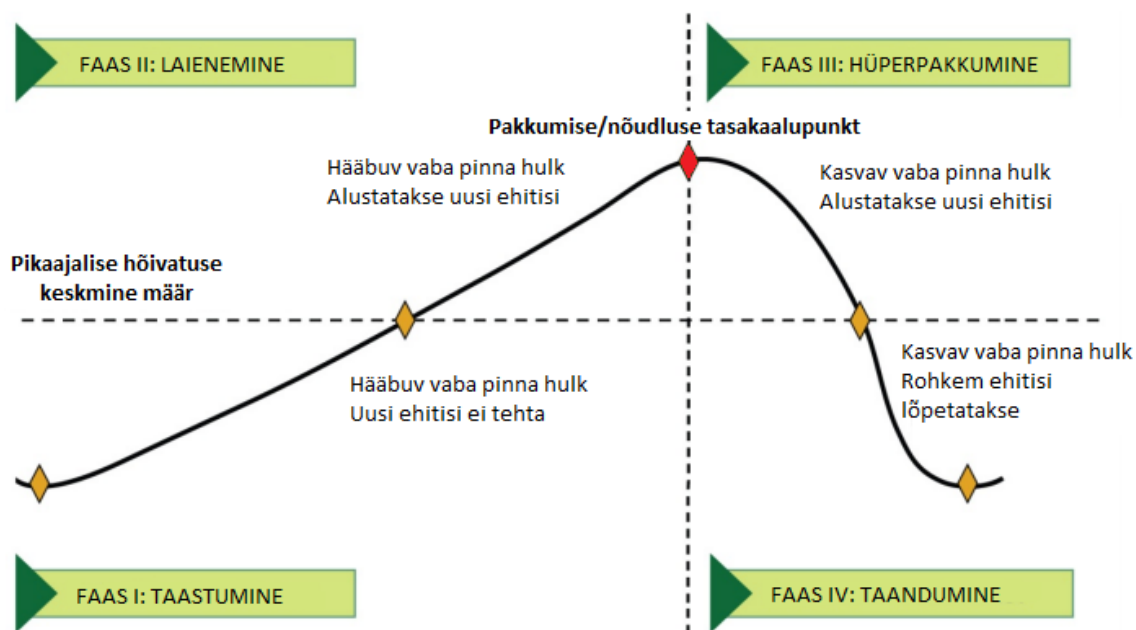 FAAS II: LAIENEMINE
FAAS III: HÜPERPAKKUMINE
Pakkumise/nõudluse tasakaalupunkt
Hääbuv vaba pinna hulk
Alustatakse uusi ehitisi
Kasvav vaba pinna hulk
Alustatakse uusi ehitisi
Pikaajalise hõivatuse
keskmine määr
Hääbuv vaba pinna hulk
Uusi ehitisi ei tehta
Kasvav vaba pinna hulk
Rohkem ehitisi
lõpetatakse
FAAS I: TAASTUMINE
FAAS IV: TAANDUMINE